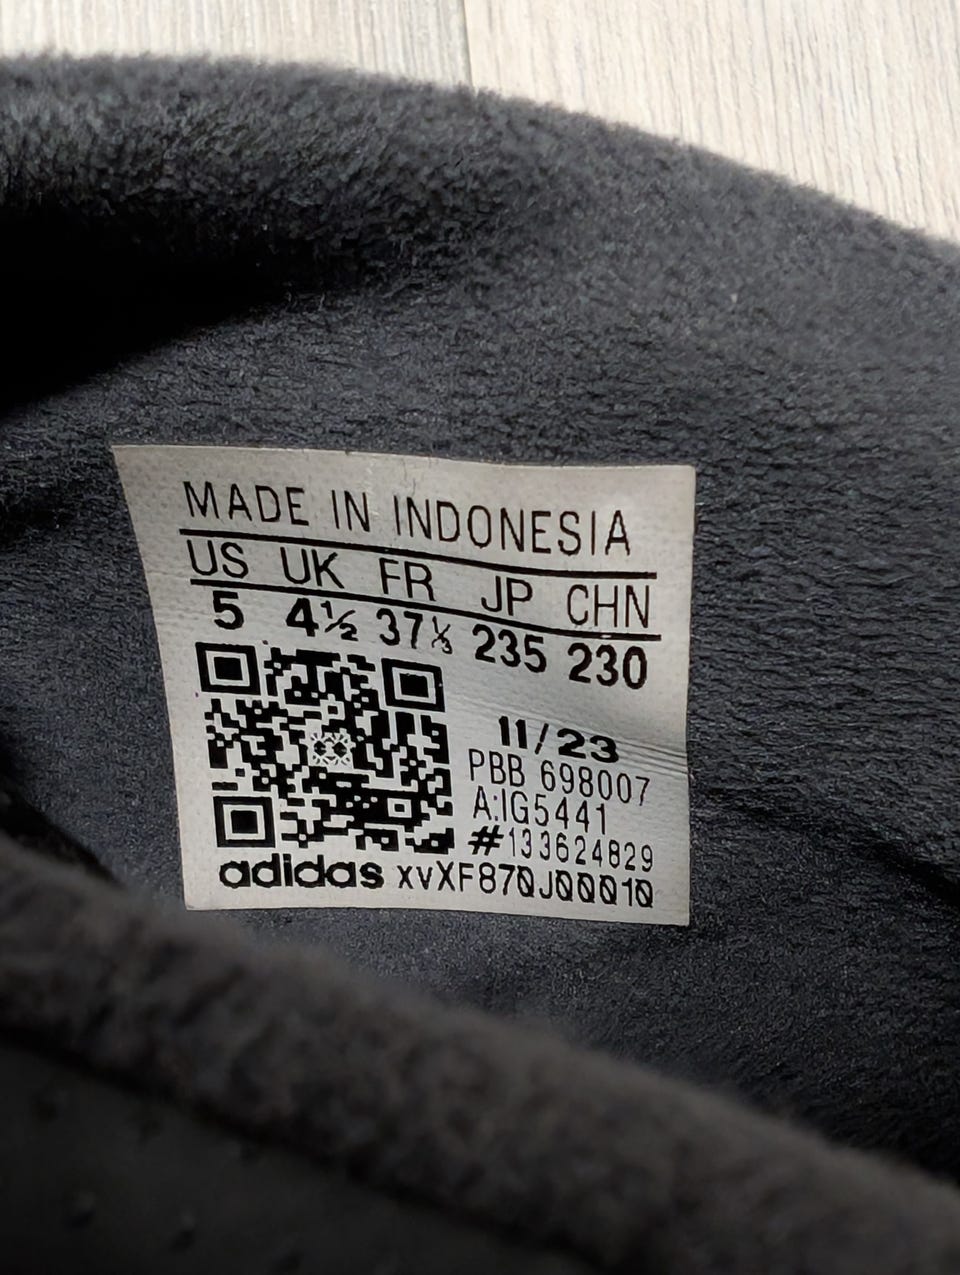 MADE IN INDONESIA
US UK FR JP CHN
5 4½ 37⅓ 235 230
11/23
PBB 698007
A:IG5441
#133624829
adidas xvXF870J000010